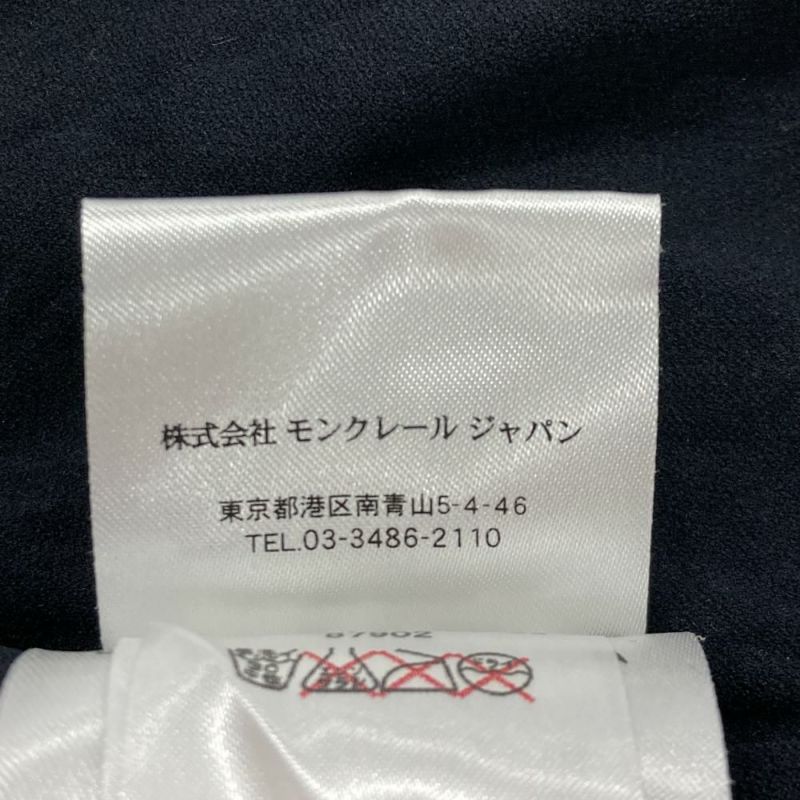 株式会社 モンクレール ジャパン
東京都港区南青山5-4-46
TEL.03-3486-2110
87902